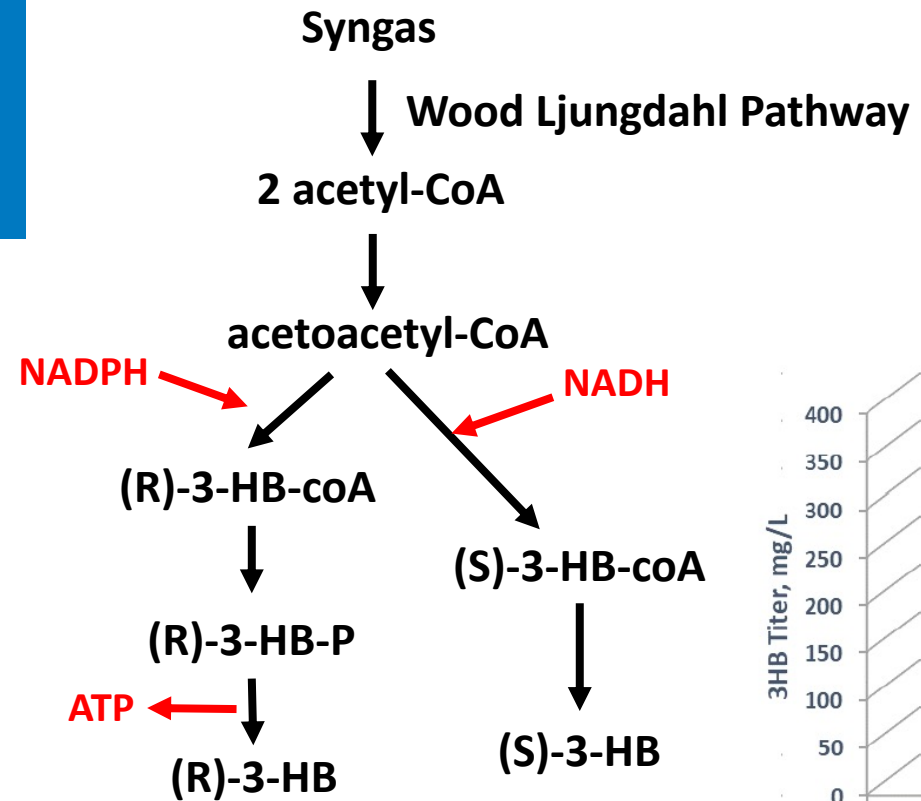 Syngas
Wood Ljungdahl Pathway
2 acetyl-CoA
acetoacetyl-CoA
NADPH
NADH
(R)-3-HB-coA
(S)-3-HB-coA
(R)-3-HB-P
ATP
(R)-3-HB
(S)-3-HB
3HB Titer, mg/L
400
350
300
250
200
150
100
50
0